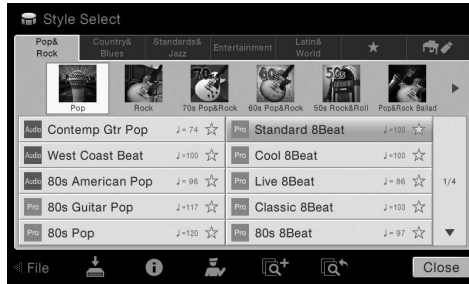 Style Select
Pop& Rock
Country& Blues
Standards& Jazz
Entertainment
Latin& World
Pop
Rock
70s Pop&Rock
60s Pop&Rock
50s Rock&Roll
Pop&Rock Ballad
Audio Contemp Gtr Pop ♩= 74
Pro Standard 8Beat ♩=100
Audio West Coast Beat ♩=100
Pro Cool 8Beat ♩=100
Audio 80s American Pop ♩= 96
Pro Live 8Beat ♩= 86
1/4
Pro 80s Guitar Pop ♩=117
Pro Classic 8Beat ♩=103
Pro 80s Pop ♩=120
Pro 80s 8Beat ♩= 97
File
Close